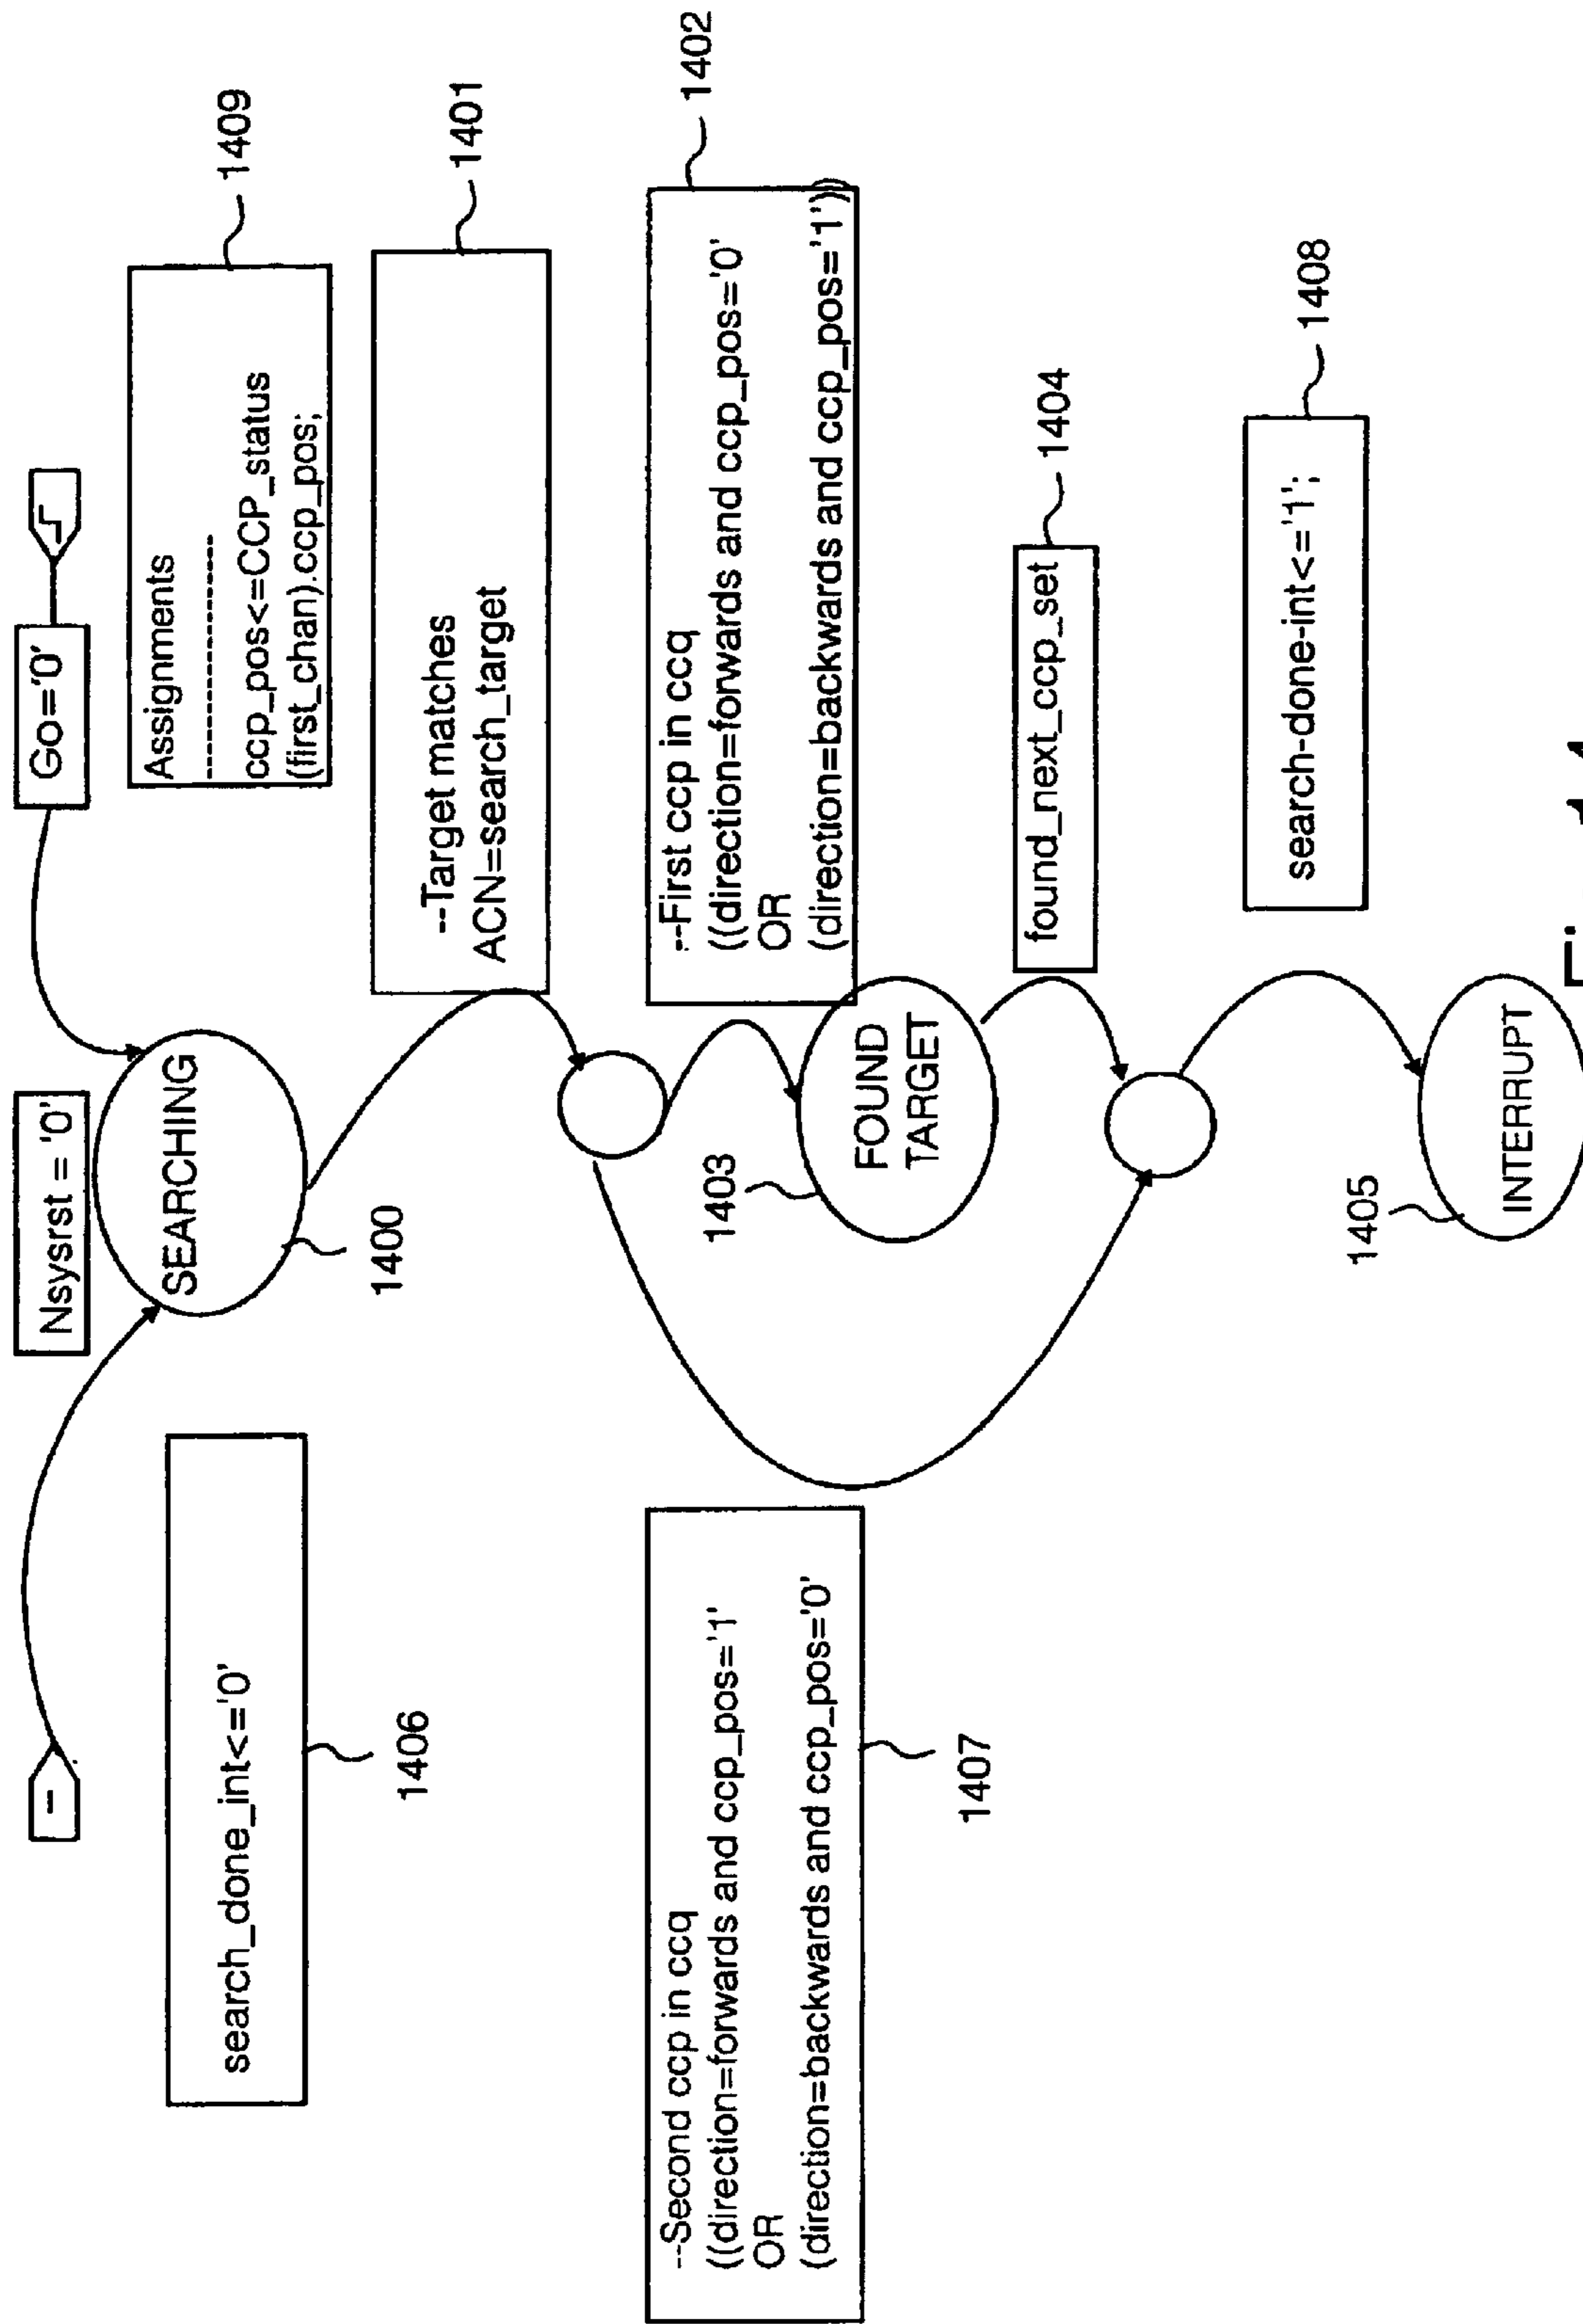 Nsysrst = '0'
Go='0'
SEARCHING
1400
search_done_int<='0'
1406
Assignments
--------------------
ccp_pos<=CCP_status
(first_chan).ccp_pos;
1409
--Target matches
ACN=search_target
1401
--Second ccp in ccq
((direction=forwards and ccp_pos='1'
OR
(direction=backwards and ccp_pos='0'
1407
--First ccp in ccq
((direction=forwards and ccp_pos='0'
OR
(direction=backwards and ccp_pos='1'))
1402
1403
FOUND
TARGET
found_next_ccp_set
1404
search-done-int<='1';
1408
1405
INTERRUPT